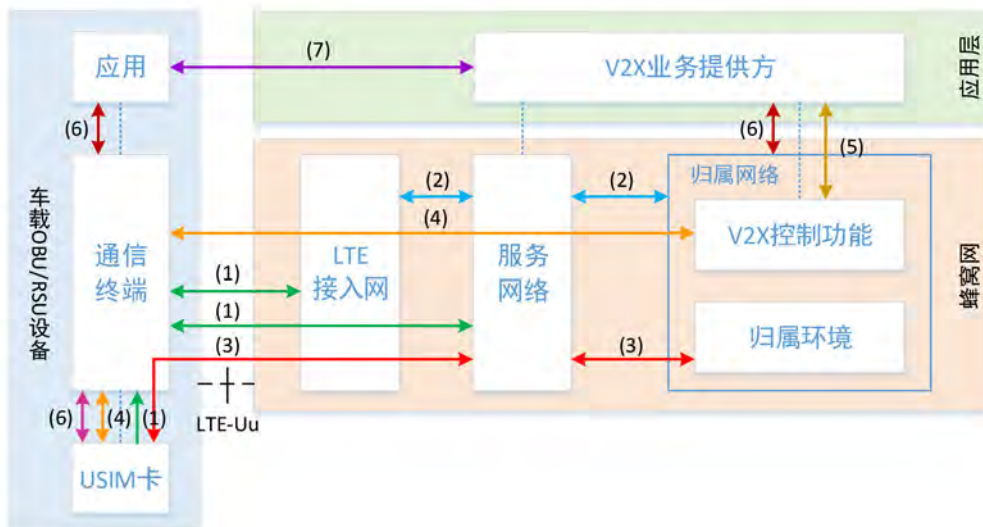 应用
(7)
V2X业务提供方
应用层
(6)
(6)
(5)
归属网络
(2)
(2)
车载OBU/RSU设备
通信
终端
(4)
LTE
接入网
服务
网络
V2X控制功能
蜂窝网
(1)
(1)
(3)
(3)
归属环境
(6)
(4)
(1)
LTE-Uu
USIM卡